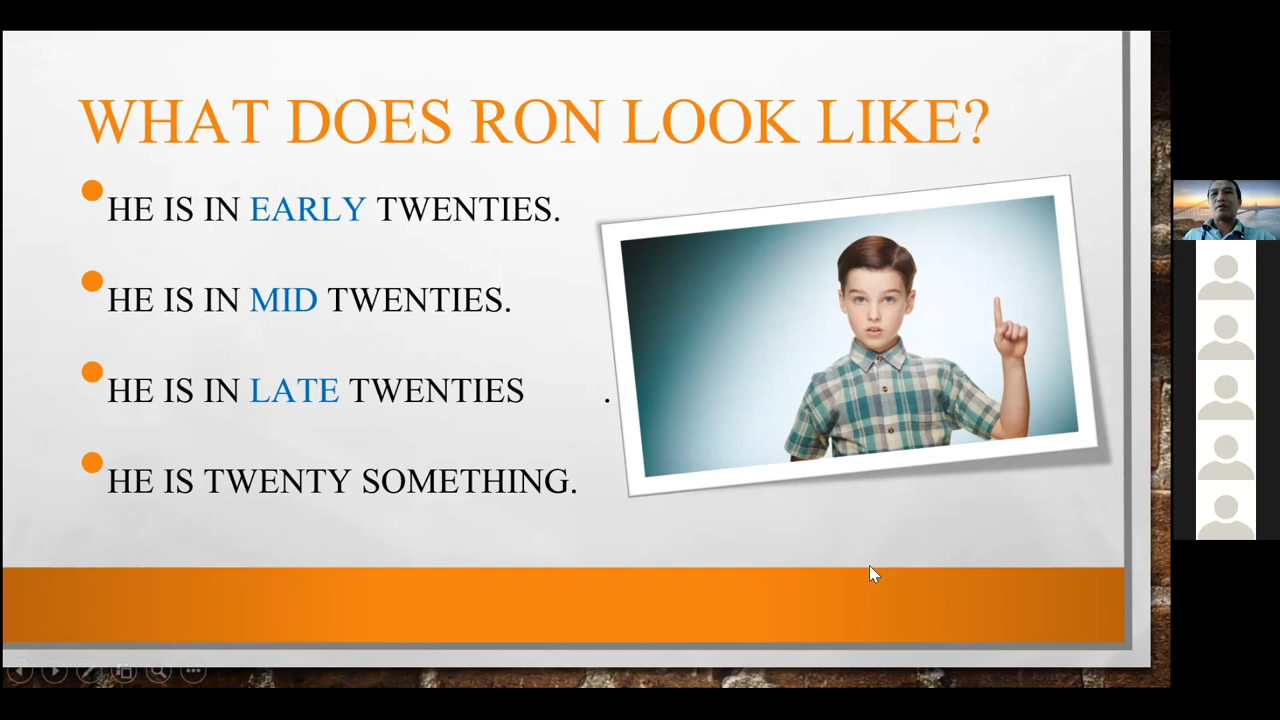 WHAT DOES RON LOOK LIKE?
HE IS IN EARLY TWENTIES.
HE IS IN MID TWENTIES.
HE IS IN LATE TWENTIES .
HE IS TWENTY SOMETHING.